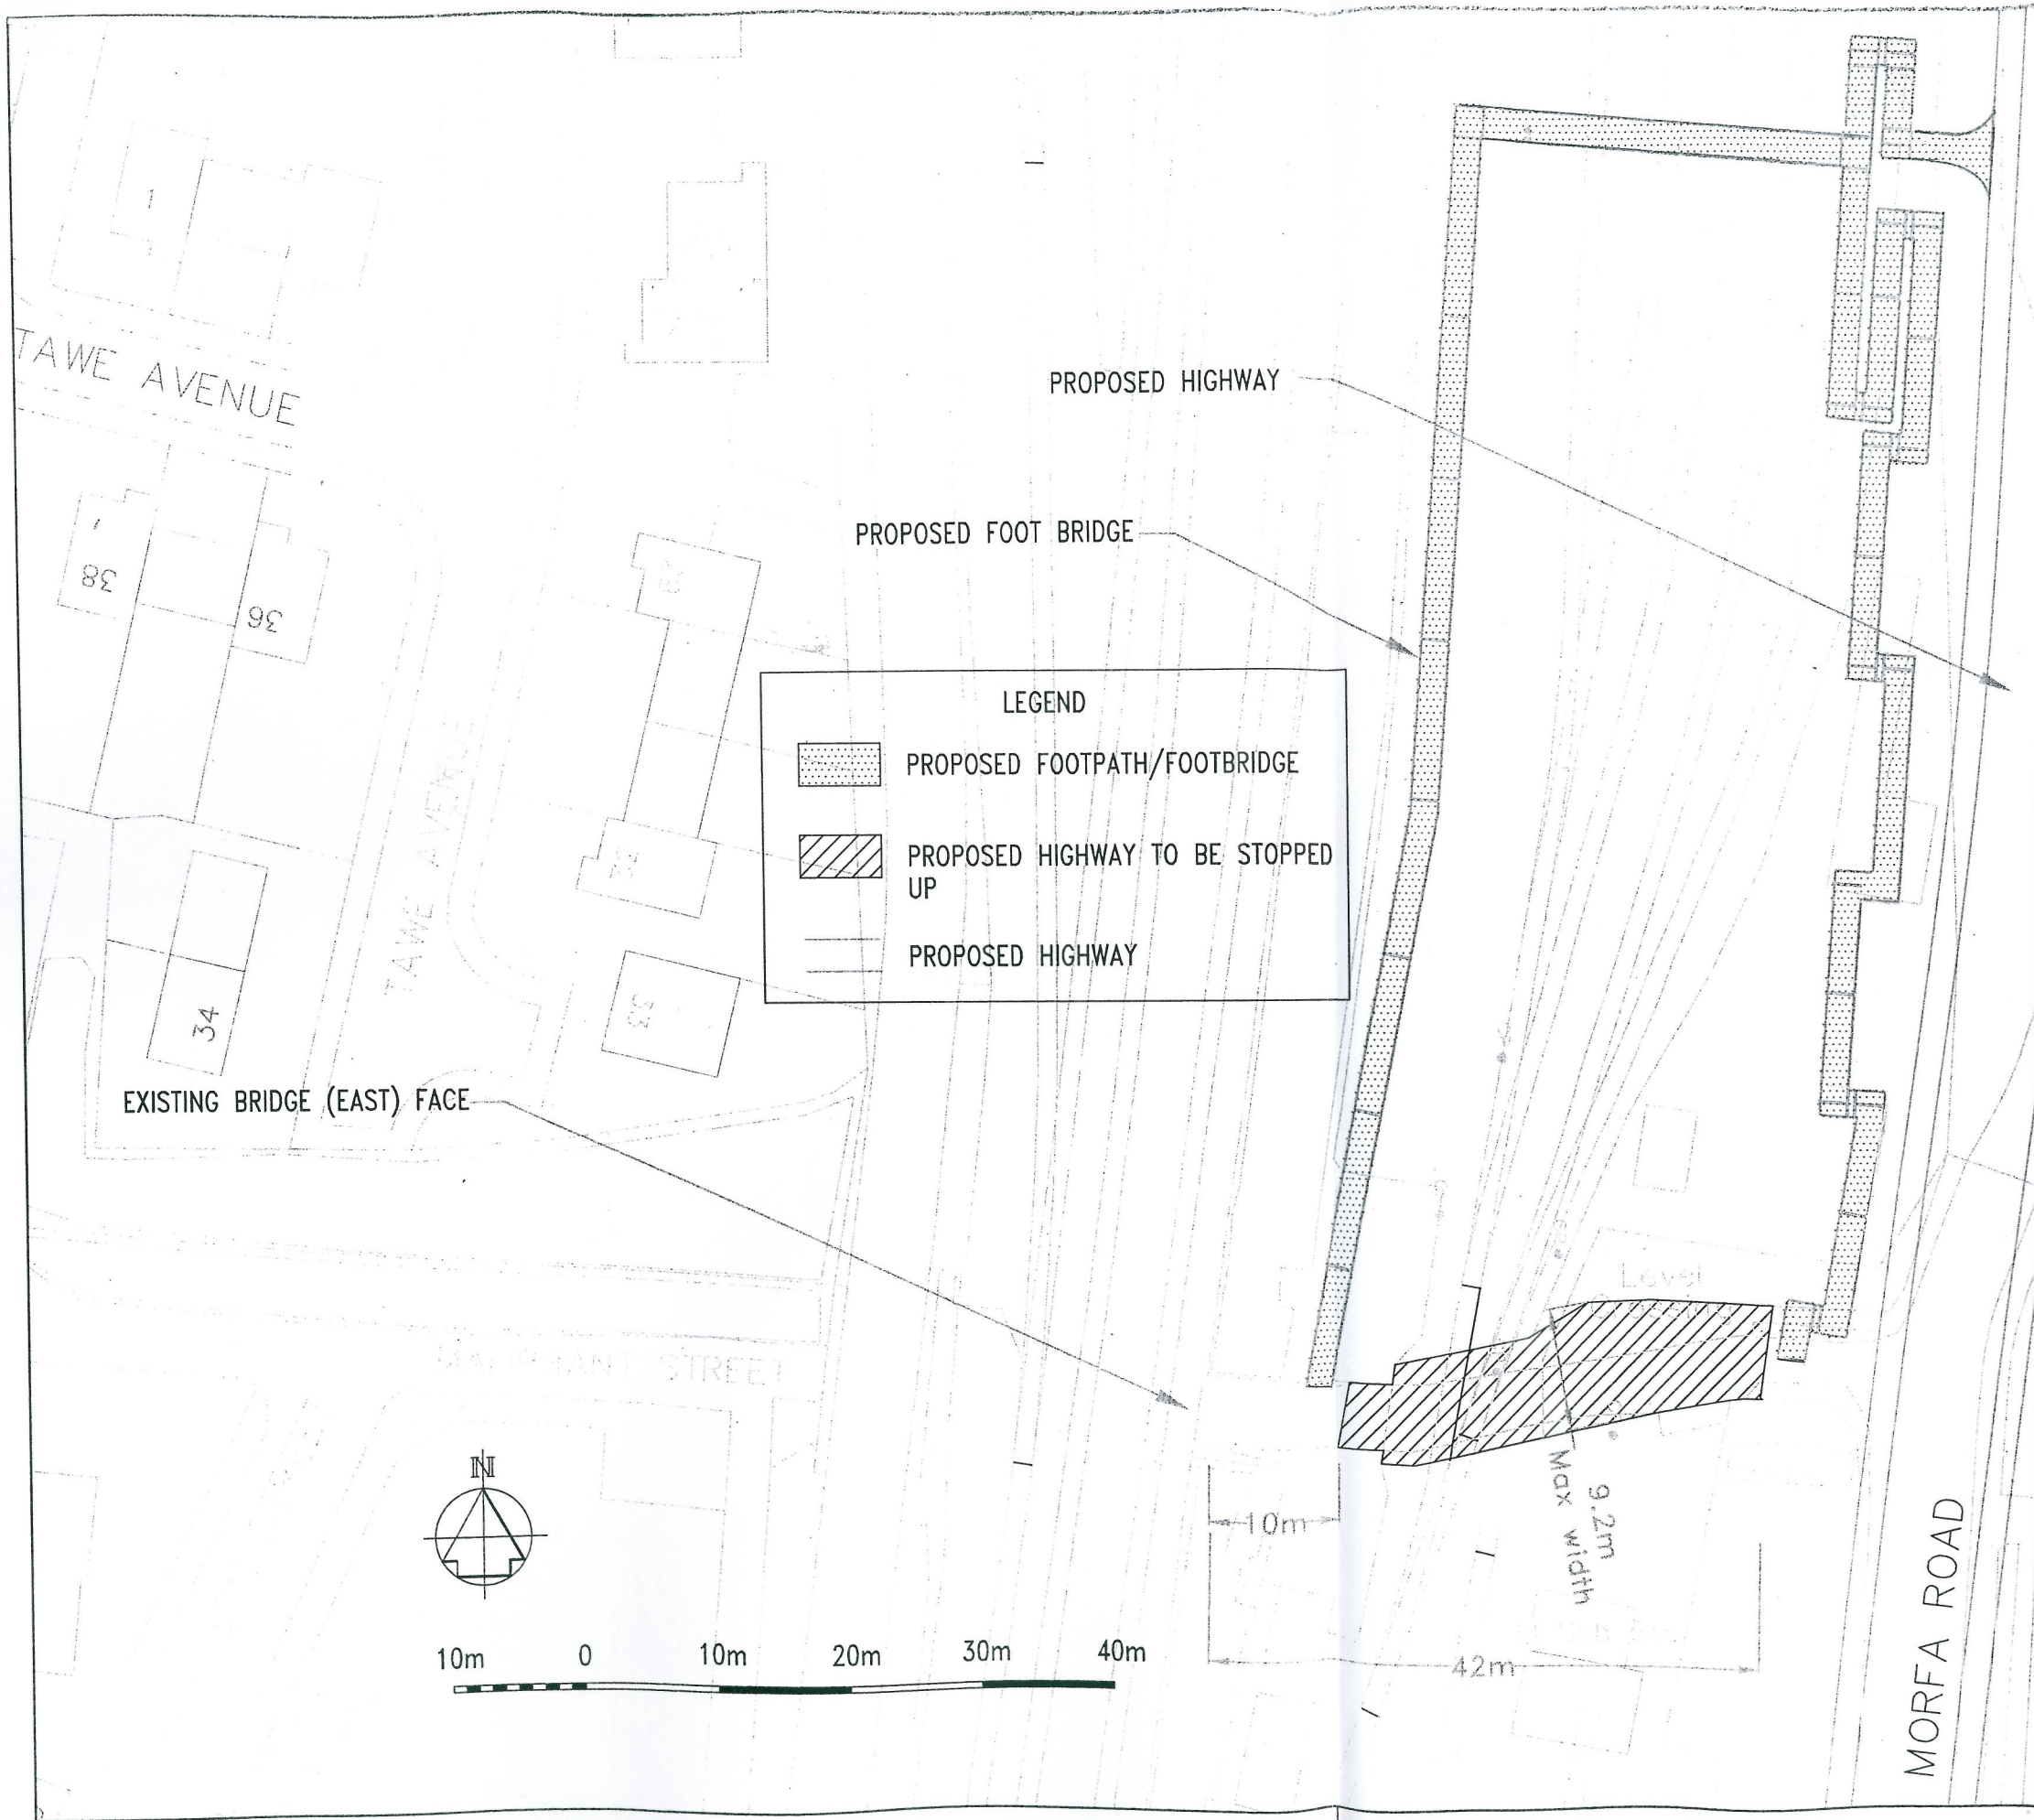 1
TAWE AVENUE
PROPOSED HIGHWAY
PROPOSED FOOT BRIDGE
38
36
LEGEND
PROPOSED FOOTPATH/FOOTBRIDGE
PROPOSED HIGHWAY TO BE STOPPED
UP
PROPOSED HIGHWAY
TAWE AVENUE
33
34
EXISTING BRIDGE (EAST) FACE
Level
STREET
N
10m
9.2m
Max width
42m
10m 0 10m 20m 30m 40m
MORFA ROAD